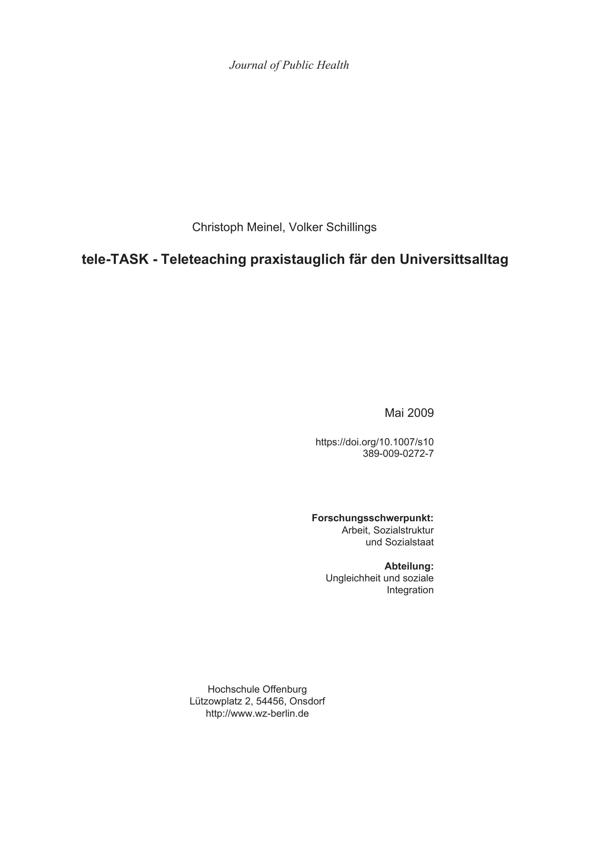 Journal of Public Health
Christoph Meinel, Volker Schillings
tele-TASK - Teleteaching praxistauglich fär den Universittsalltag
Mai 2009
https://doi.org/10.1007/s10
389-009-0272-7
Forschungsschwerpunkt:
Arbeit, Sozialstruktur
und Sozialstaat
Abteilung:
Ungleichheit und soziale
Integration
Hochschule Offenburg
Lützowplatz 2, 54456, Onsdorf
http://www.wz-berlin.de